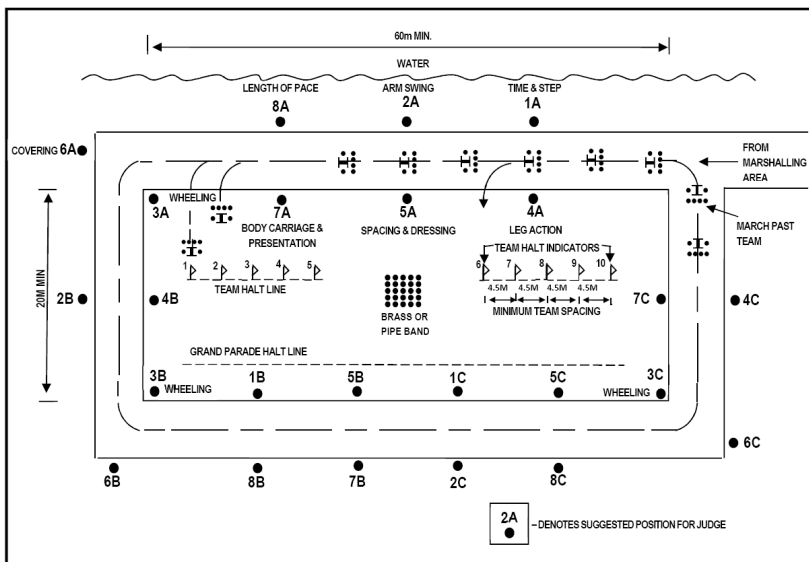 60m MIN.
WATER
LENGTH OF PACE
ARM SWING
TIME & STEP
8A
2A
1A
COVERING 6A
FROM
MARSHALLING
AREA
WHEELING
3A
7A
5A
4A
BODY CARRIAGE &
PRESENTATION
SPACING & DRESSING
LEG ACTION
MARCH PAST
TEAM
TEAM HALT INDICATORS
1 2 3 4 5
6 7 8 9 10
TEAM HALT LINE
4.5M 4.5M 4.5M 4.5M
MINIMUM TEAM SPACING
20M MIN
2B
4B
BRASS OR
PIPE BAND
7C
4C
GRAND PARADE HALT LINE
3B
WHEELING
1B
5B
1C
5C
WHEELING
3C
6C
6B
8B
7B
2C
8C
2A
– DENOTES SUGGESTED POSITION FOR JUDGE